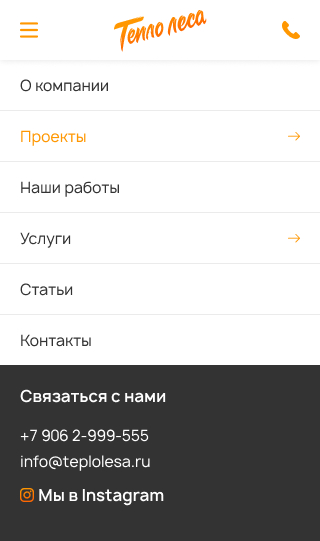 Тепло леса
О компании
Проекты
Наши работы
Услуги
Статьи
Контакты
Связаться с нами
+7 906 2-999-555
info@teplolesa.ru
Мы в Instagram